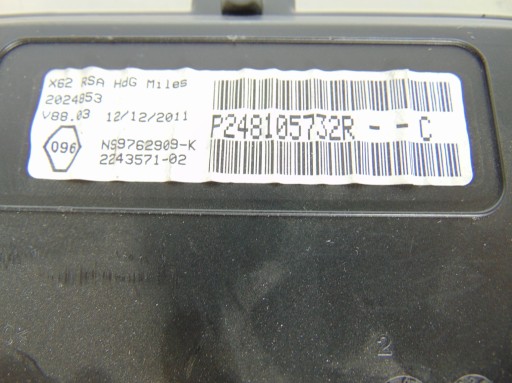 X62 RSA HdG Miles
2024853
V88.03 12/12/2011
P248105732R - - C
096
NS9762909-K
2243571-02
2